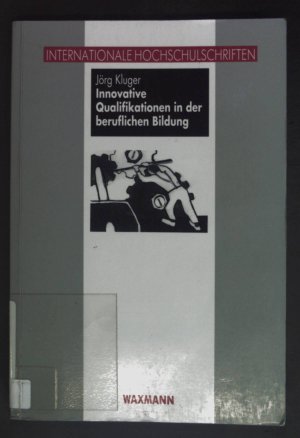 INTERNATIONALE HOCHSCHULSCHRIFTEN
Jörg Kluger
Innovative
Qualifikationen in der
beruflichen Bildung
WAXMANN